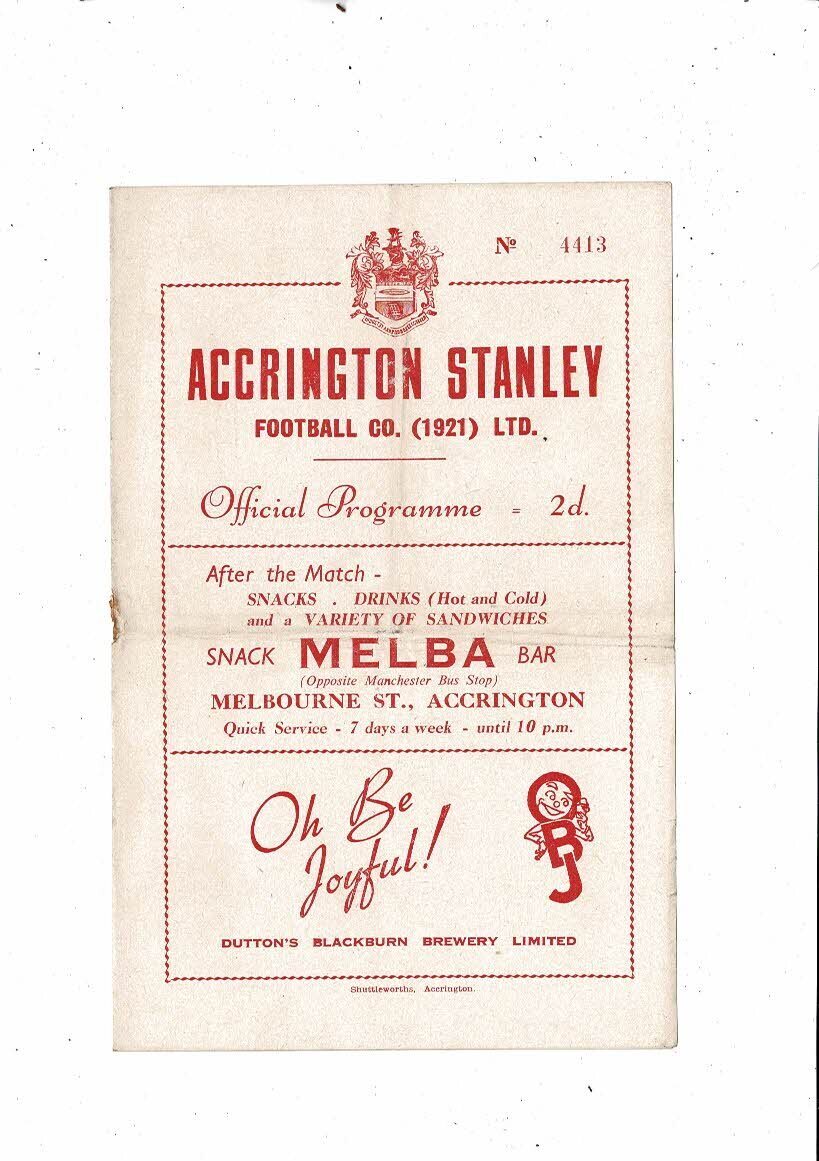 Nº 4413
ACCRINGTON STANLEY
FOOTBALL CO. (1921) LTD.
Official Programme = 2d.
After the Match -
SNACKS . DRINKS (Hot and Cold)
and a VARIETY OF SANDWICHES
SNACK MELBA BAR
(Opposite Manchester Bus Stop)
MELBOURNE ST., ACCRINGTON
Quick Service - 7 days a week - until 10 p.m.
Oh Be
Joyful!
OBJ
DUTTON'S BLACKBURN BREWERY LIMITED
Shuttleworths, Accrington.